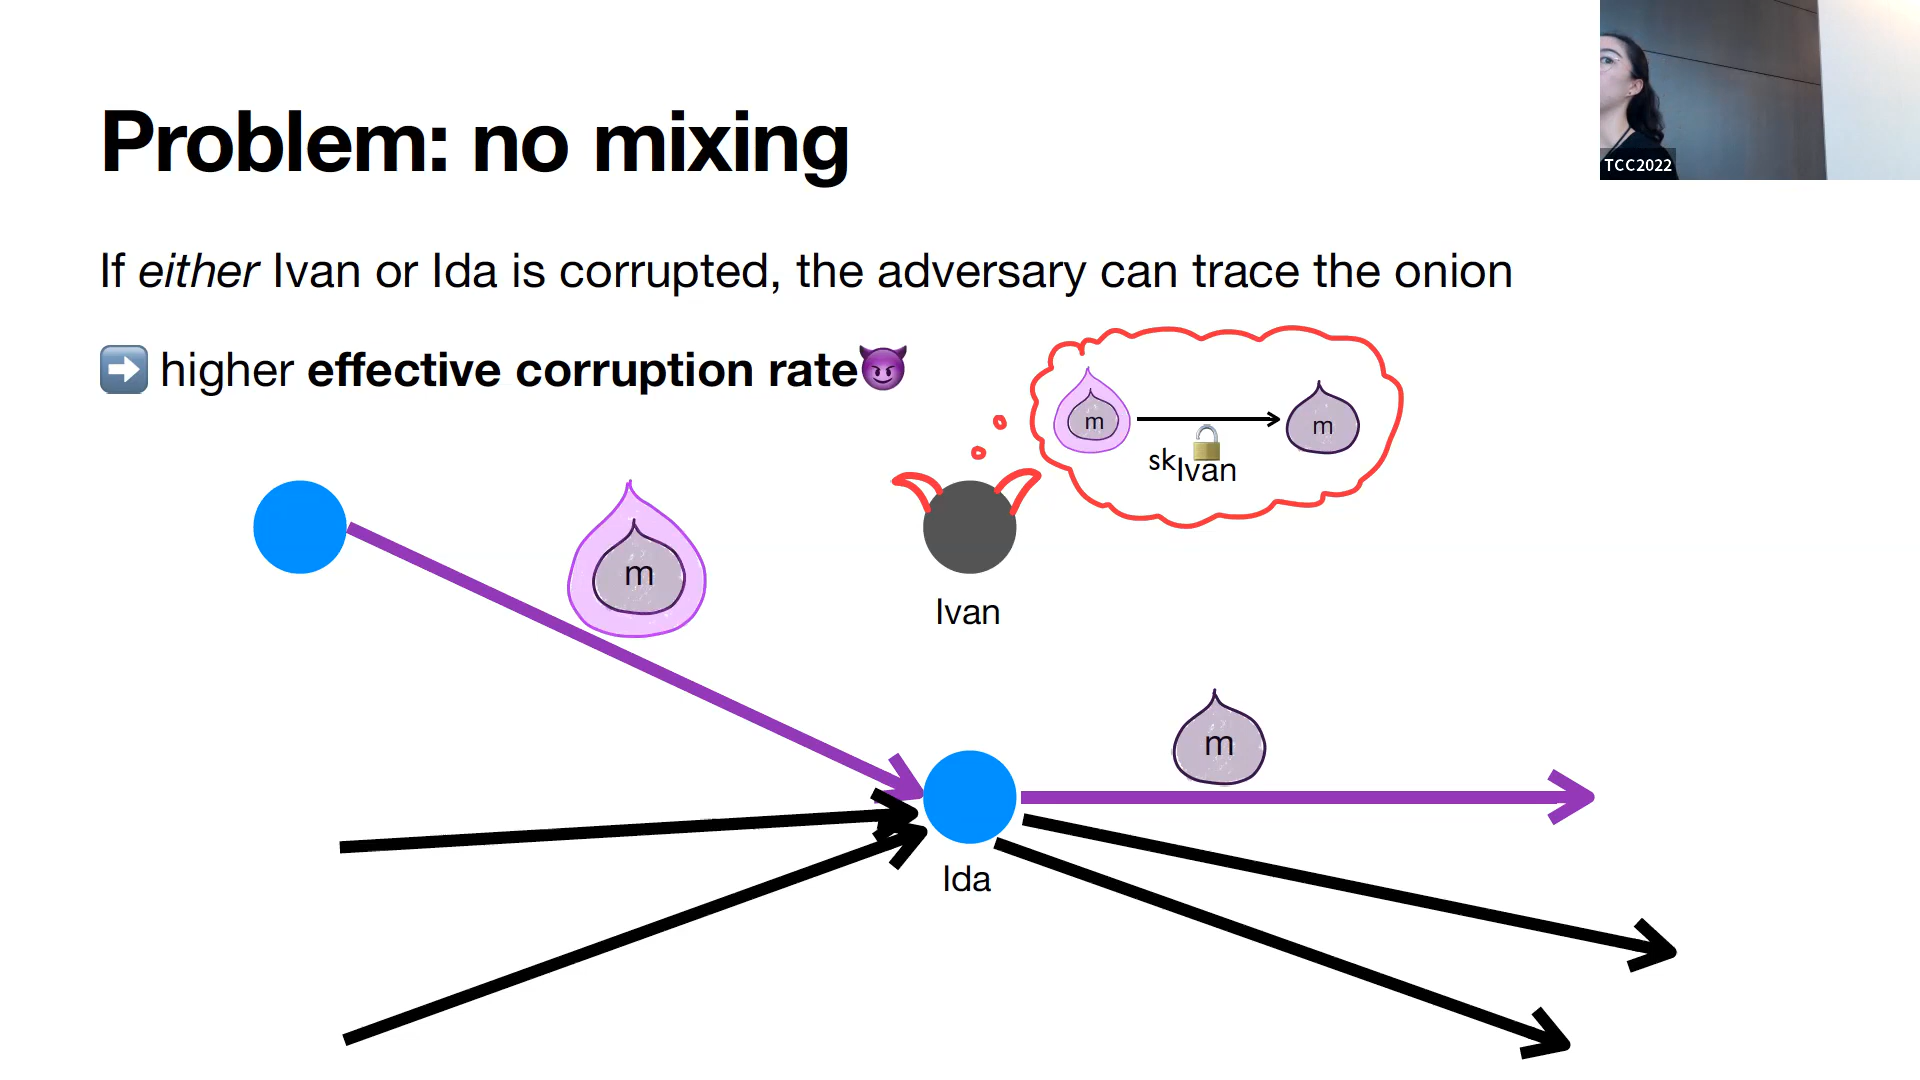 TCC2022
Problem: no mixing
If either Ivan or Ida is corrupted, the adversary can trace the onion
➡️ higher effective corruption rate😈
m
m
skIvan
m
Ivan
m
Ida